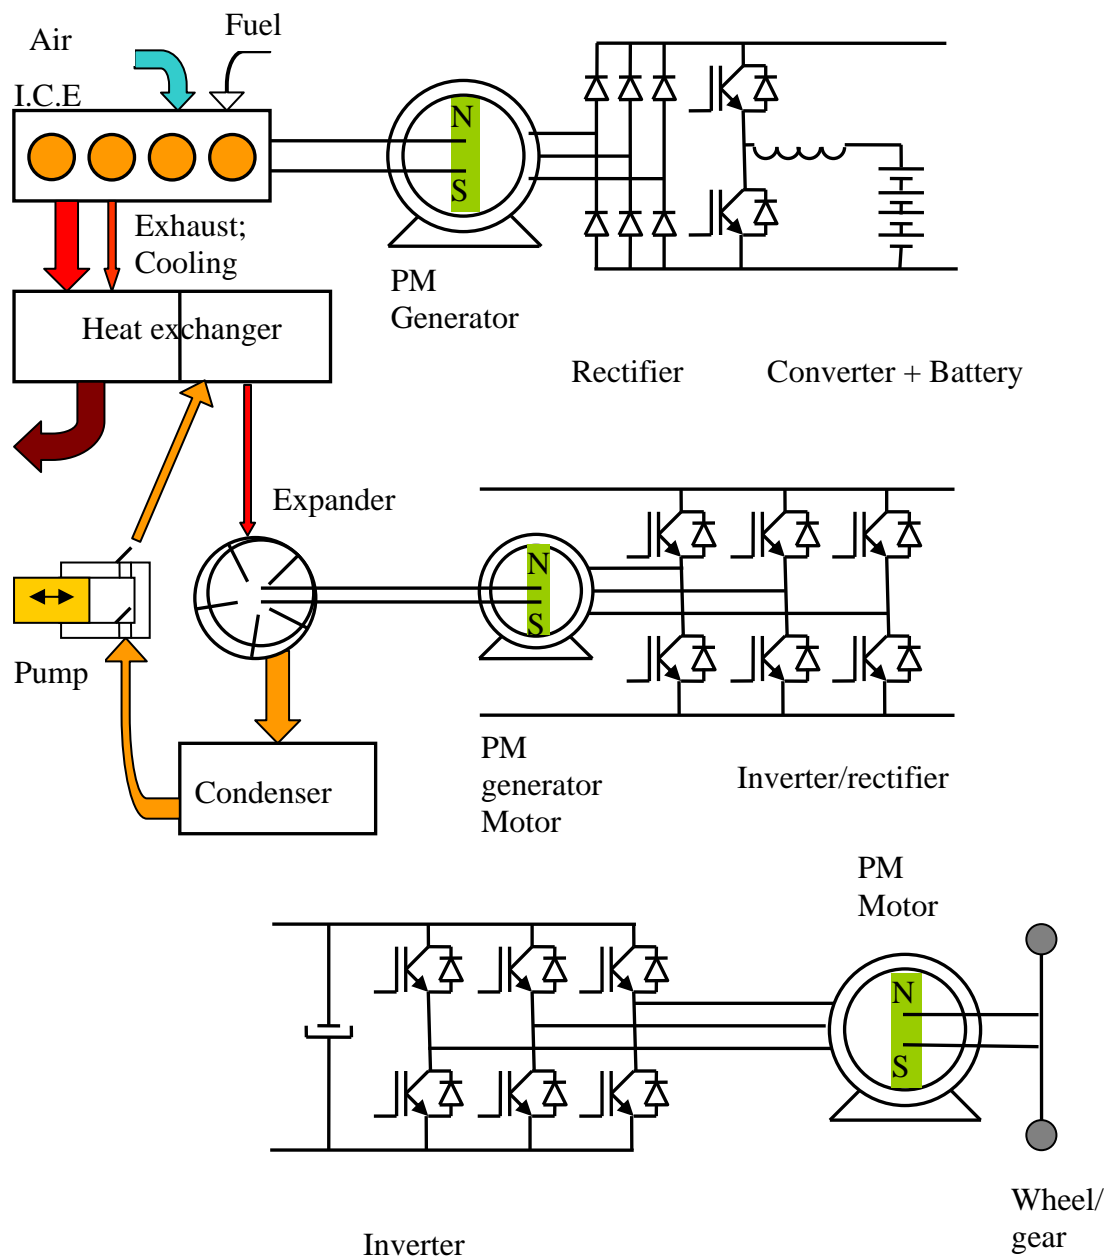 Air
Fuel
I.C.E
N
S
Exhaust;
Cooling
PM
Generator
Heat exchanger
Rectifier
Converter + Battery
Expander
N
S
Pump
PM
generator
Motor
Inverter/rectifier
Condenser
PM
Motor
N
S
Wheel/
gear
Inverter